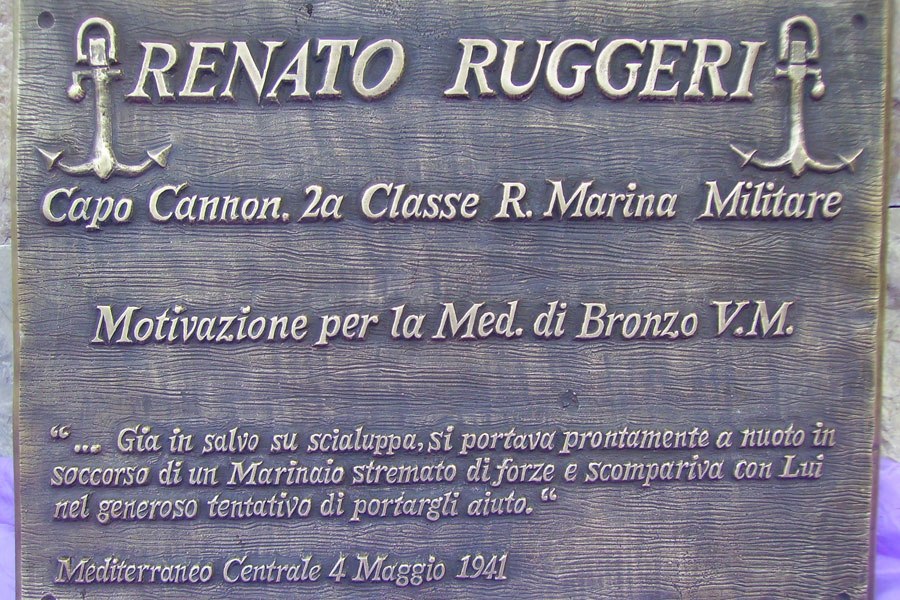 RENATO RUGGERI
Capo Cannon. 2a Classe R. Marina Militare
Motivazione per la Med. di Bronzo V.M.
“... Gia in salvo su scialuppa, si portava prontamente a nuoto in
soccorso di un Marinaio stremato di forze e scompariva con Lui
nel generoso tentativo di portargli aiuto.“
Mediterraneo Centrale 4 Maggio 1941